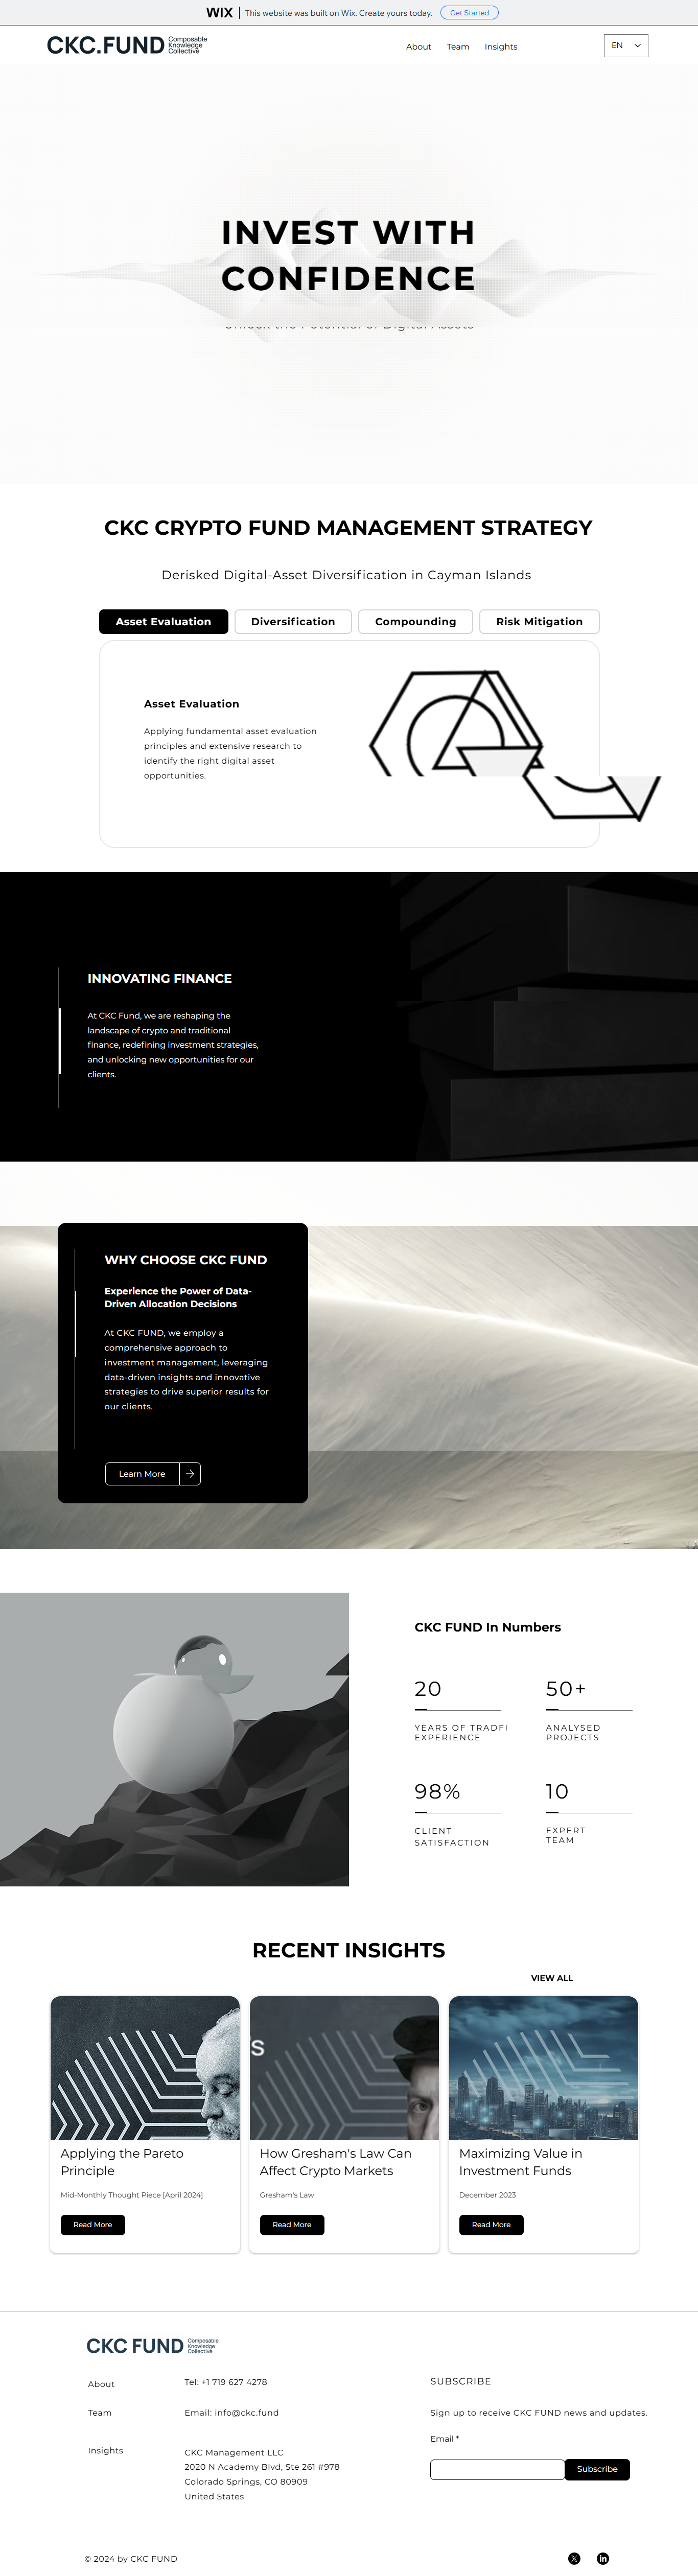 WIX
This website was built on Wix. Create yours today.
Get Started
CKC.FUND
Composable
Knowledge
Collective
About
Team
Insights
EN
INVEST WITH
CONFIDENCE
Unlock the Potential of Digital Assets
CKC CRYPTO FUND MANAGEMENT STRATEGY
Derisked Digital-Asset Diversification in Cayman Islands
Asset Evaluation
Diversification
Compounding
Risk Mitigation
Asset Evaluation
Applying fundamental asset evaluation
principles and extensive research to
identify the right digital asset
opportunities.
INNOVATING FINANCE
At CKC Fund, we are reshaping the
landscape of crypto and traditional
finance, redefining investment strategies,
and unlocking new opportunities for our
clients.
WHY CHOOSE CKC FUND
Experience the Power of Data-
Driven Allocation Decisions
At CKC FUND, we employ a
comprehensive approach to
investment management, leveraging
data-driven insights and innovative
strategies to drive superior results for
our clients.
Learn More
CKC FUND In Numbers
20
YEARS OF TRADFI
EXPERIENCE
50+
ANALYSED
PROJECTS
98%
CLIENT
SATISFACTION
10
EXPERT
TEAM
RECENT INSIGHTS
VIEW ALL
's
Applying the Pareto
Principle
Mid-Monthly Thought Piece [April 2024]
Read More
How Gresham's Law Can
Affect Crypto Markets
Gresham's Law
Read More
Maximizing Value in
Investment Funds
December 2023
Read More
CKC FUND
Composable
Knowledge
Collective
About
Team
Insights
Tel: +1 719 627 4278
Email: info@ckc.fund
CKC Management LLC
2020 N Academy Blvd, Ste 261 #978
Colorado Springs, CO 80909
United States
SUBSCRIBE
Sign up to receive CKC FUND news and updates.
Email *
Subscribe
© 2024 by CKC FUND